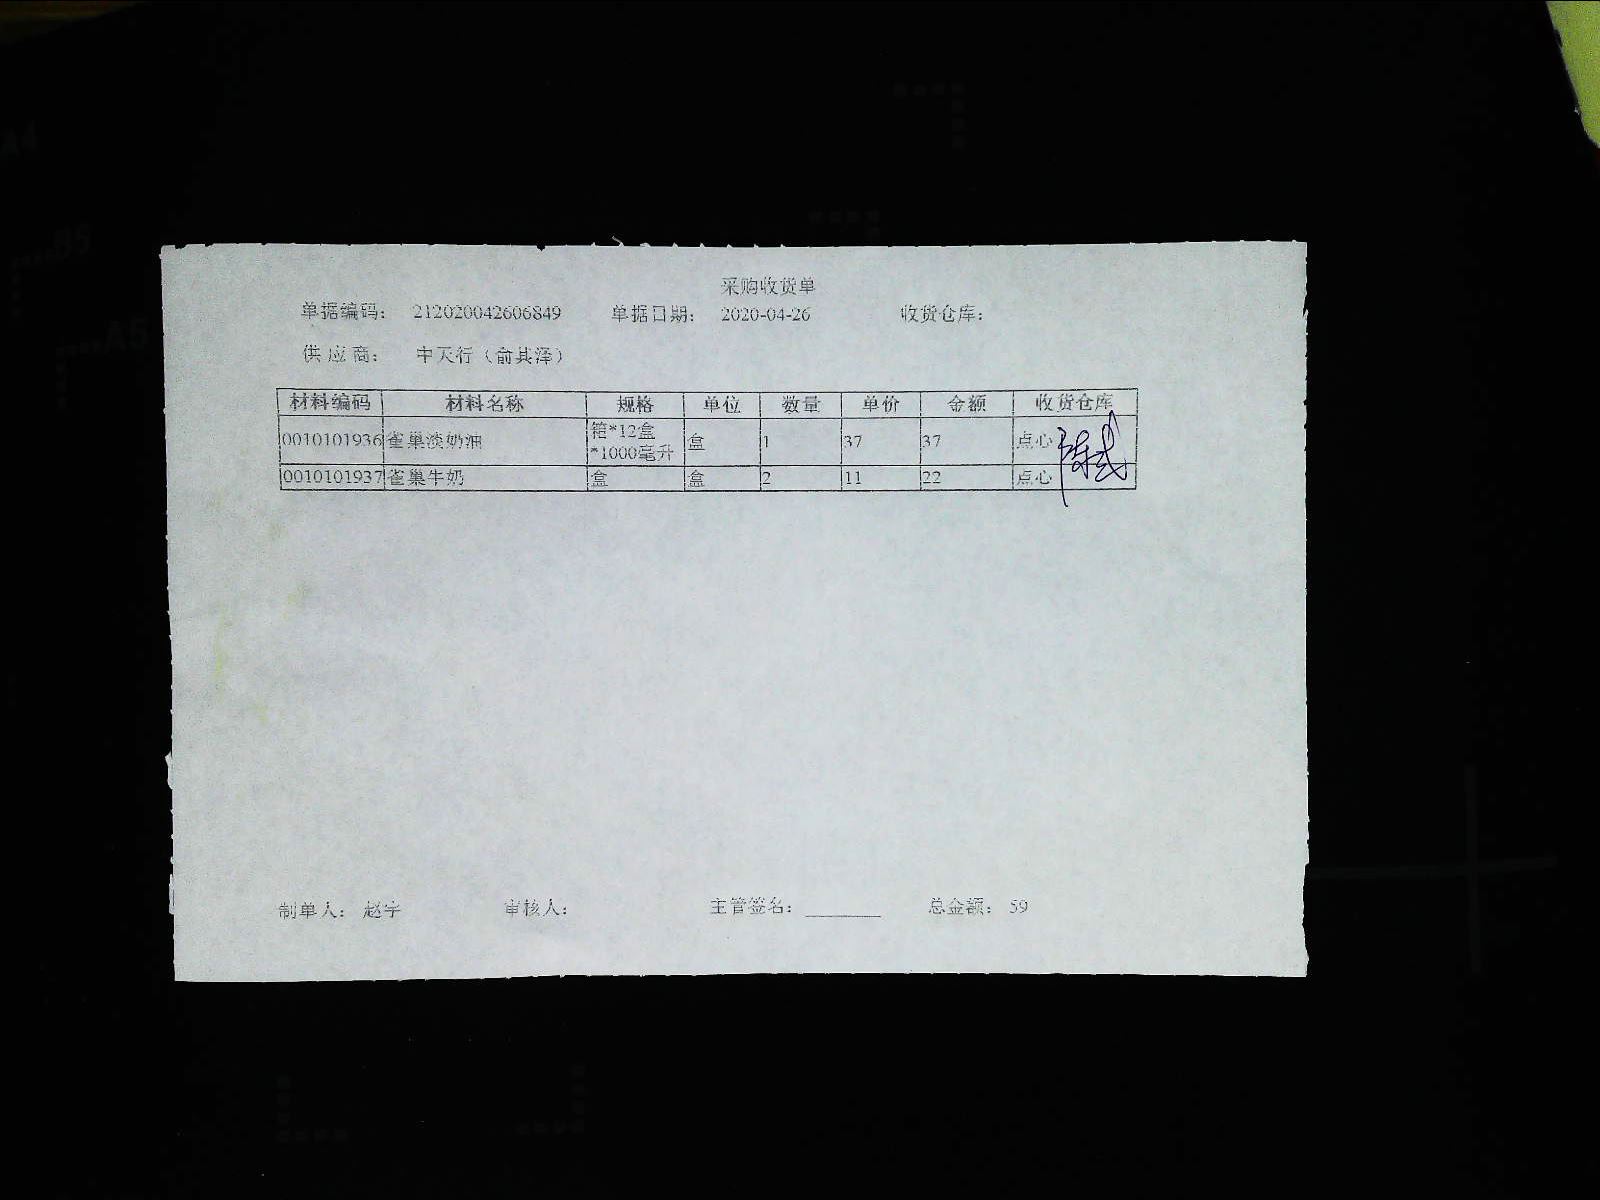 采购收货单
单据编码： 212020042606849 单据日期： 2020-04-26 收货仓库：
供应商： 中天行（俞其泽）
材料编码 材料名称 规格 单位 数量 单价 金额 收货仓库
0010101936 雀巢淡奶油 箱*12盒 *1000毫升 盒 1 37 37 点心
0010101937 雀巢牛奶 盒 盒 2 11 22 点心
制单人： 赵宇 审核人： 主管签名： 总金额： 59
A4
B5
A5